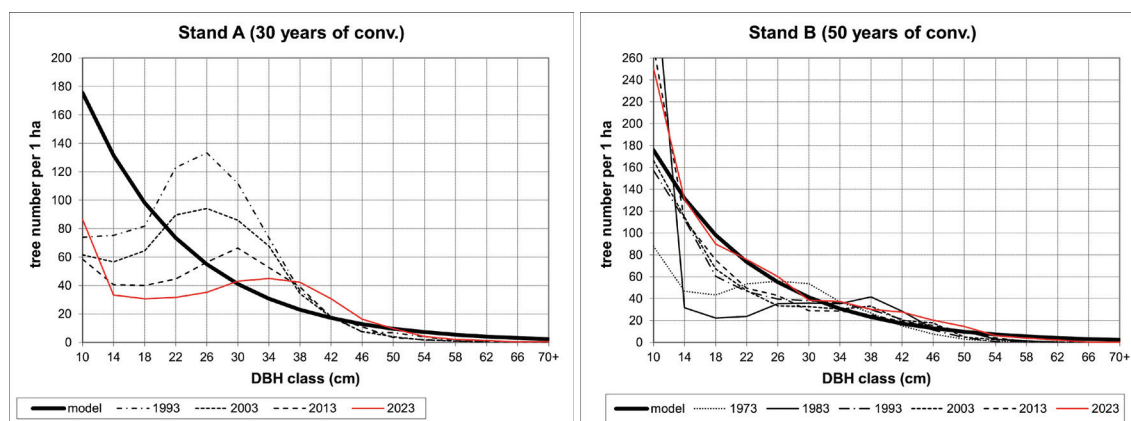 Stand A (30 years of conv.)
tree number per 1 ha
200
180
160
140
120
100
80
60
40
20
0
10 14 18 22 26 30 34 38 42 46 50 54 58 62 66 70+
DBH class (cm)
model 1993 2003 2013 2023
Stand B (50 years of conv.)
tree number per 1 ha
260
240
220
200
180
160
140
120
100
80
60
40
20
0
10 14 18 22 26 30 34 38 42 46 50 54 58 62 66 70+
DBH class (cm)
model 1973 1983 1993 2003 2013 2023